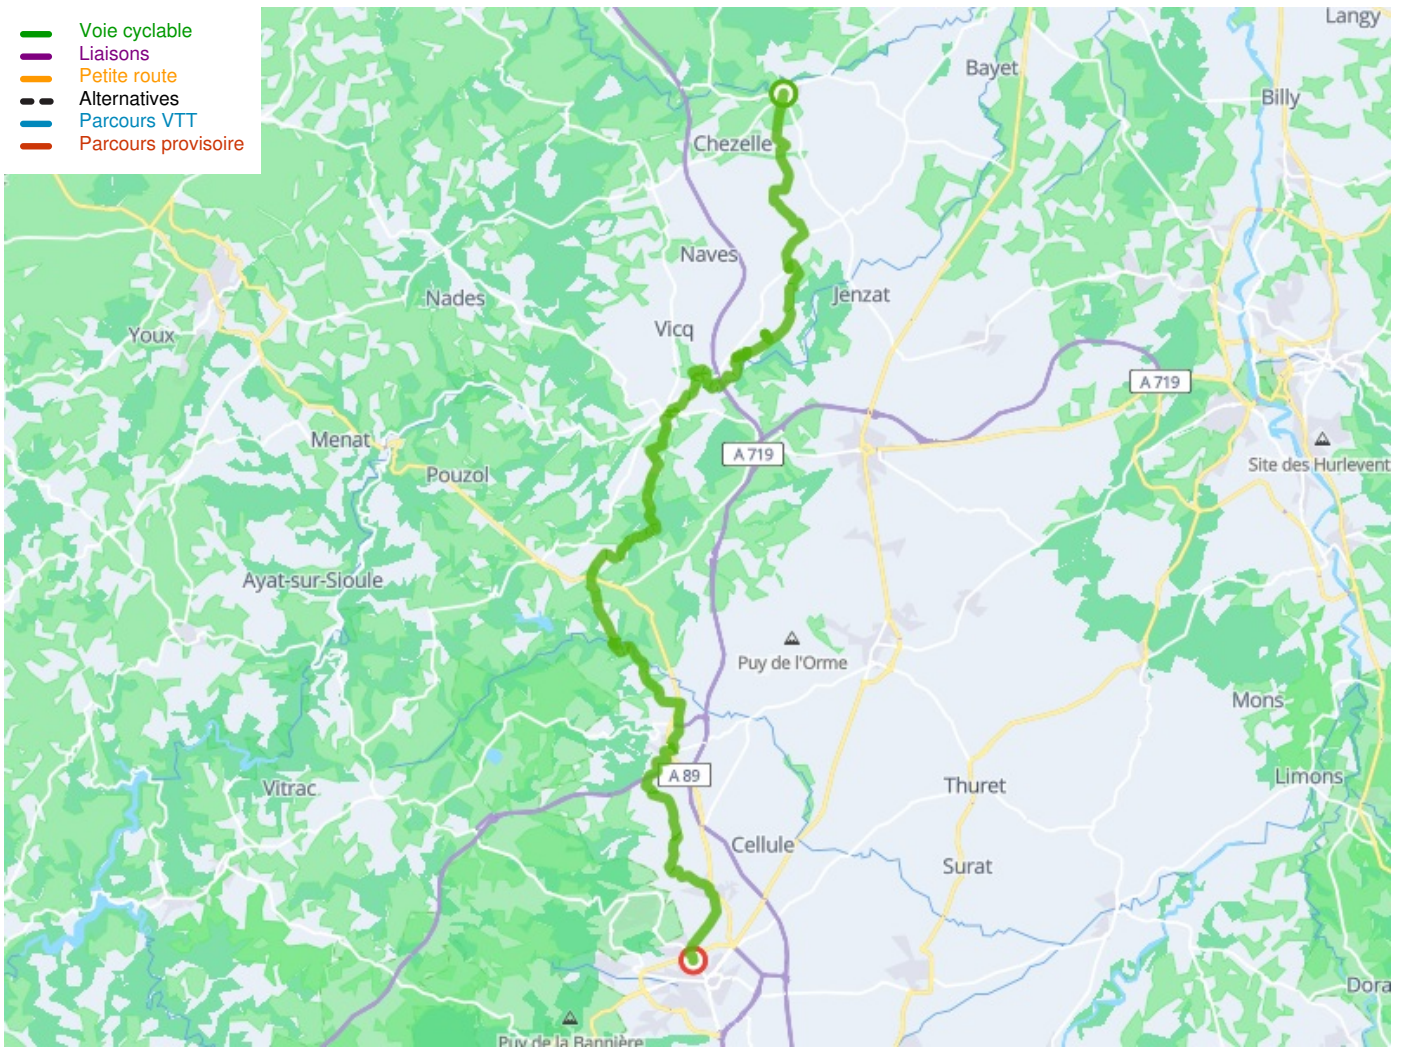 Voie cyclable
Liaisons
Petite route
Alternatives
Parcours VTT
Parcours provisoire
Langy
Bayet
Billy
Chezelle
Naves
Nades
Jenzat
Youx
Vicq
A 719
Menat
A 719
Site des Hurlevent
Pouzol
Ayat-sur-Sioule
Puy de l'Orme
Mons
A 89
Limons
Vitrac
Thuret
Cellule
Surat
Dora
Puy de la Bannière